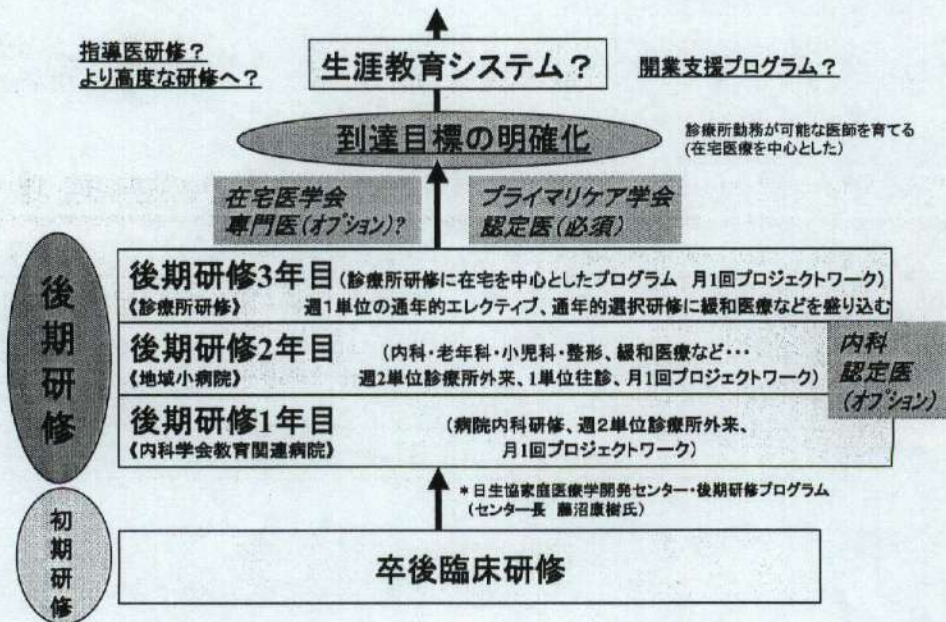 指導医研修？
より高度な研修へ？
生涯教育システム？
開業支援プログラム？
到達目標の明確化
診療所勤務が可能な医師を育てる
(在宅医療を中心とした)
在宅医学会
専門医(オプション)?
プライマリケア学会
認定医(必須)
後期研修
後期研修3年目(診療所研修に在宅を中心としたプログラム 月1回プロジェクトワーク)
《診療所研修》 週1単位の通年的エレクティブ、通年的選択研修に緩和医療などを盛り込む
後期研修2年目 (内科・老年科・小児科・整形、緩和医療など・・・
《地域小病院》 週2単位診療所外来、1単位往診、月1回プロジェクトワーク)
内科
認定医
(オプション)
後期研修1年目 (病院内科研修、週2単位診療所外来、
《内科学会教育関連病院》 月1回プロジェクトワーク)
*日生協家庭医療学開発センター・後期研修プログラム
(センター長 藤沼康樹氏)
初期研修
卒後臨床研修